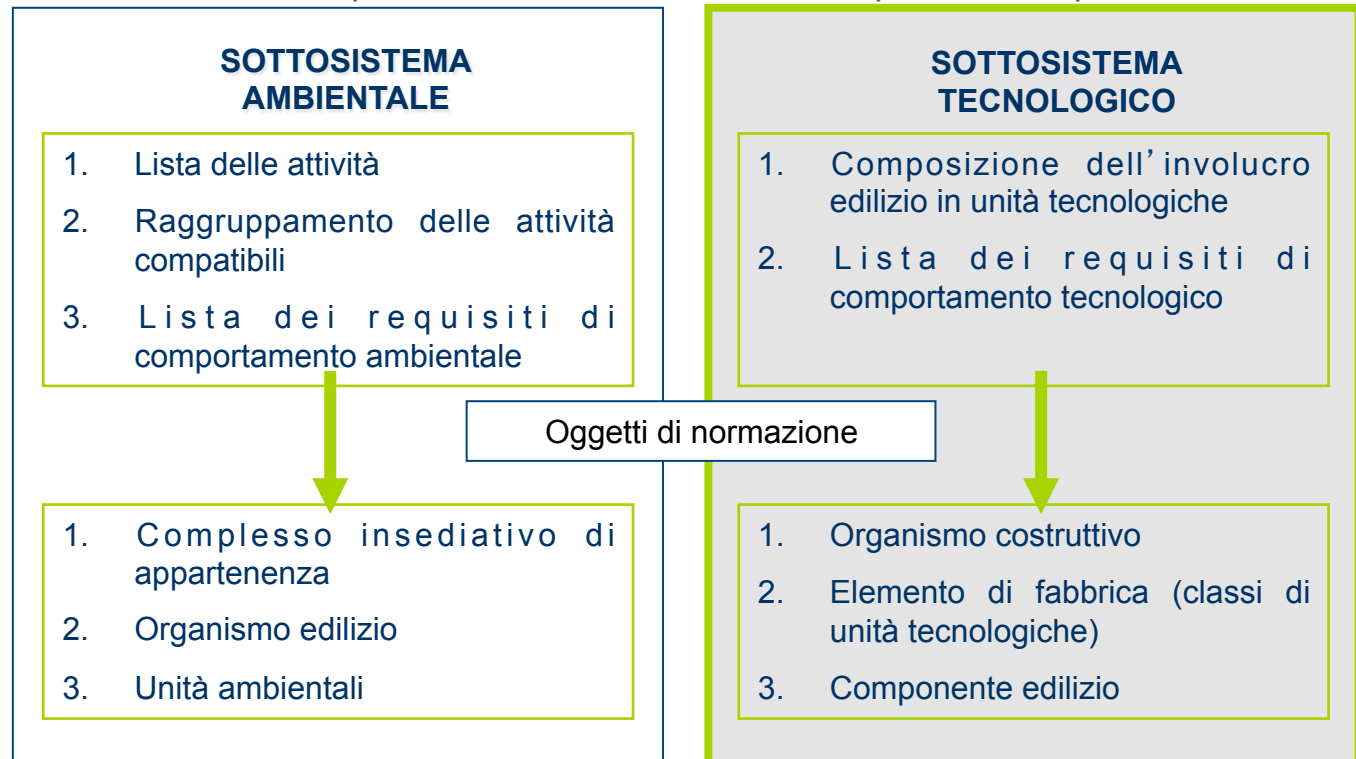 SOTTOSISTEMA
AMBIENTALE
1. Lista delle attività
2. Raggruppamento delle attività
compatibili
3. Lista dei requisiti di
comportamento ambientale
SOTTOSISTEMA
TECNOLOGICO
1. Composizione dell’involucro
edilizio in unità tecnologiche
2. Lista dei requisiti di
comportamento tecnologico
Oggetti di normazione
1. Complesso insediativo di
appartenenza
2. Organismo edilizio
3. Unità ambientali
1. Organismo costruttivo
2. Elemento di fabbrica (classi di
unità tecnologiche)
3. Componente edilizio